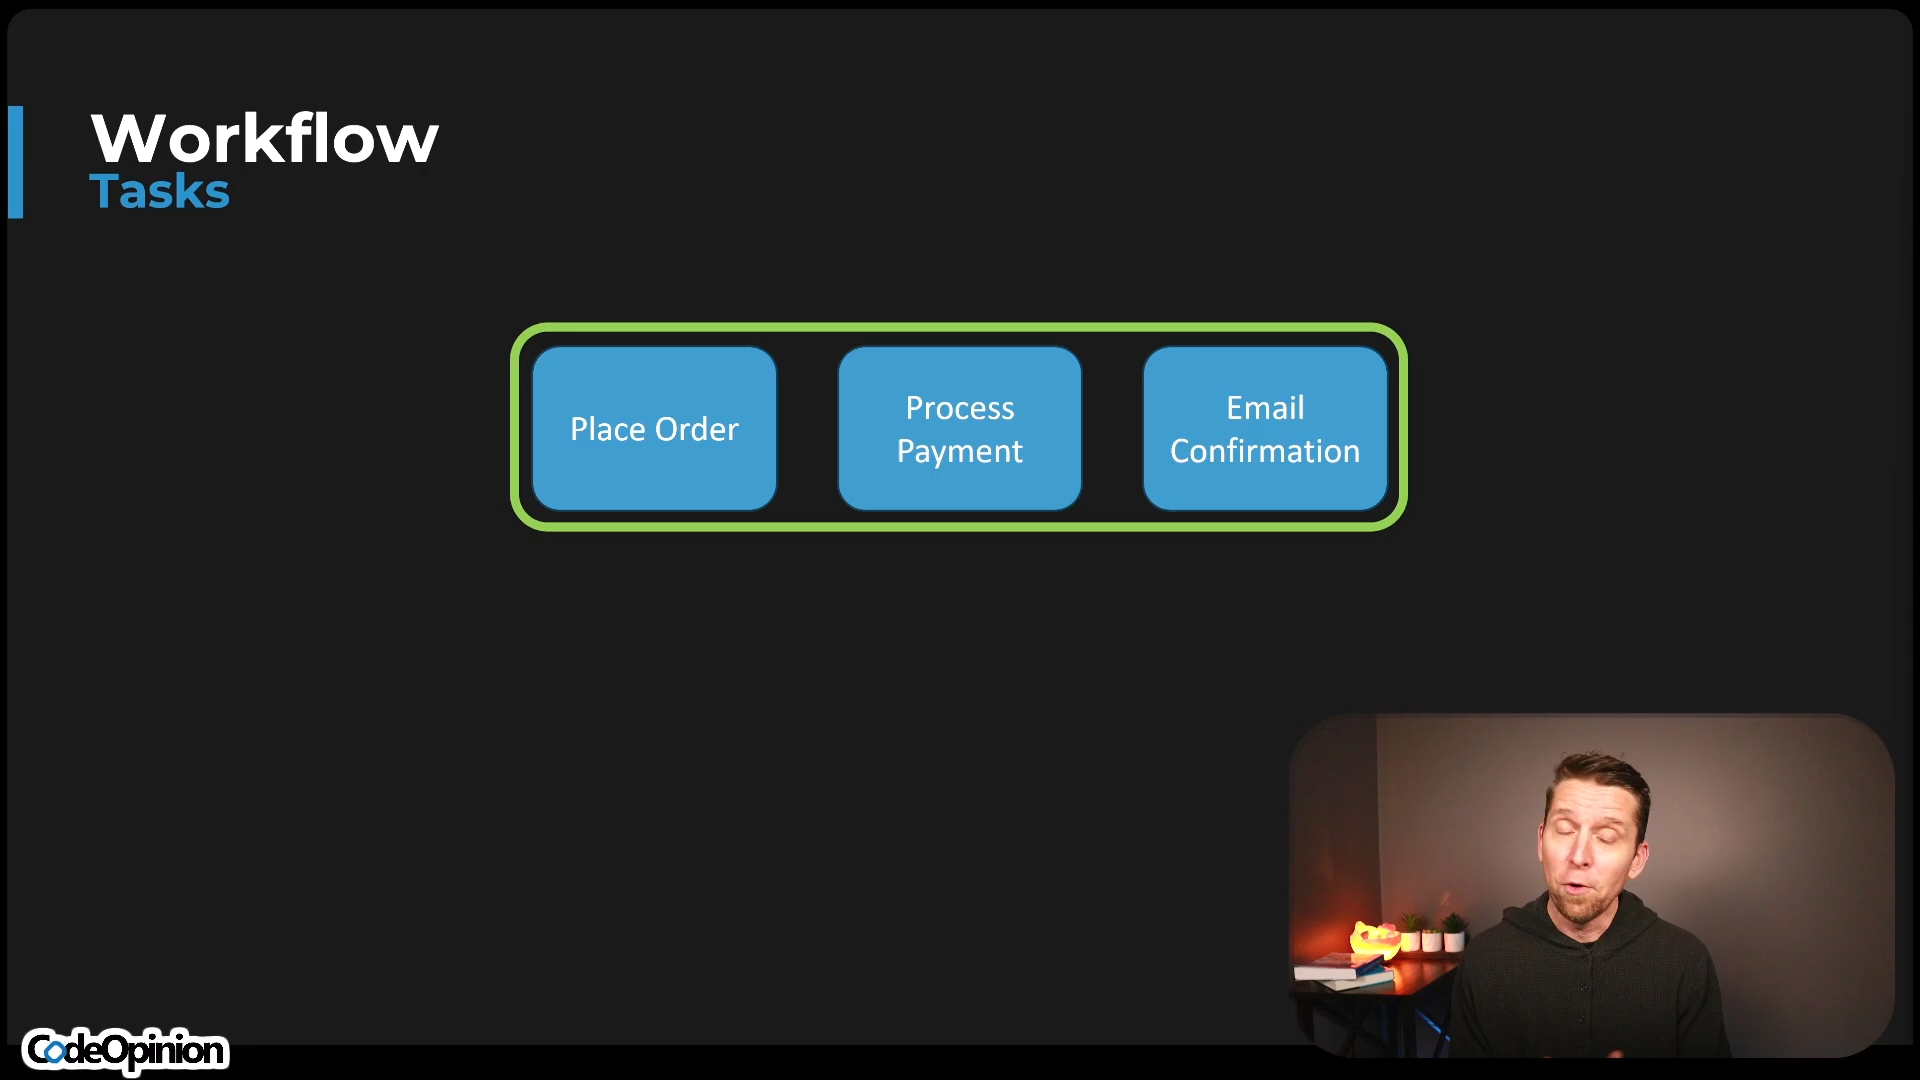 Workflow
Tasks
Place Order
Process
Payment
Email
Confirmation
CodeOpinion